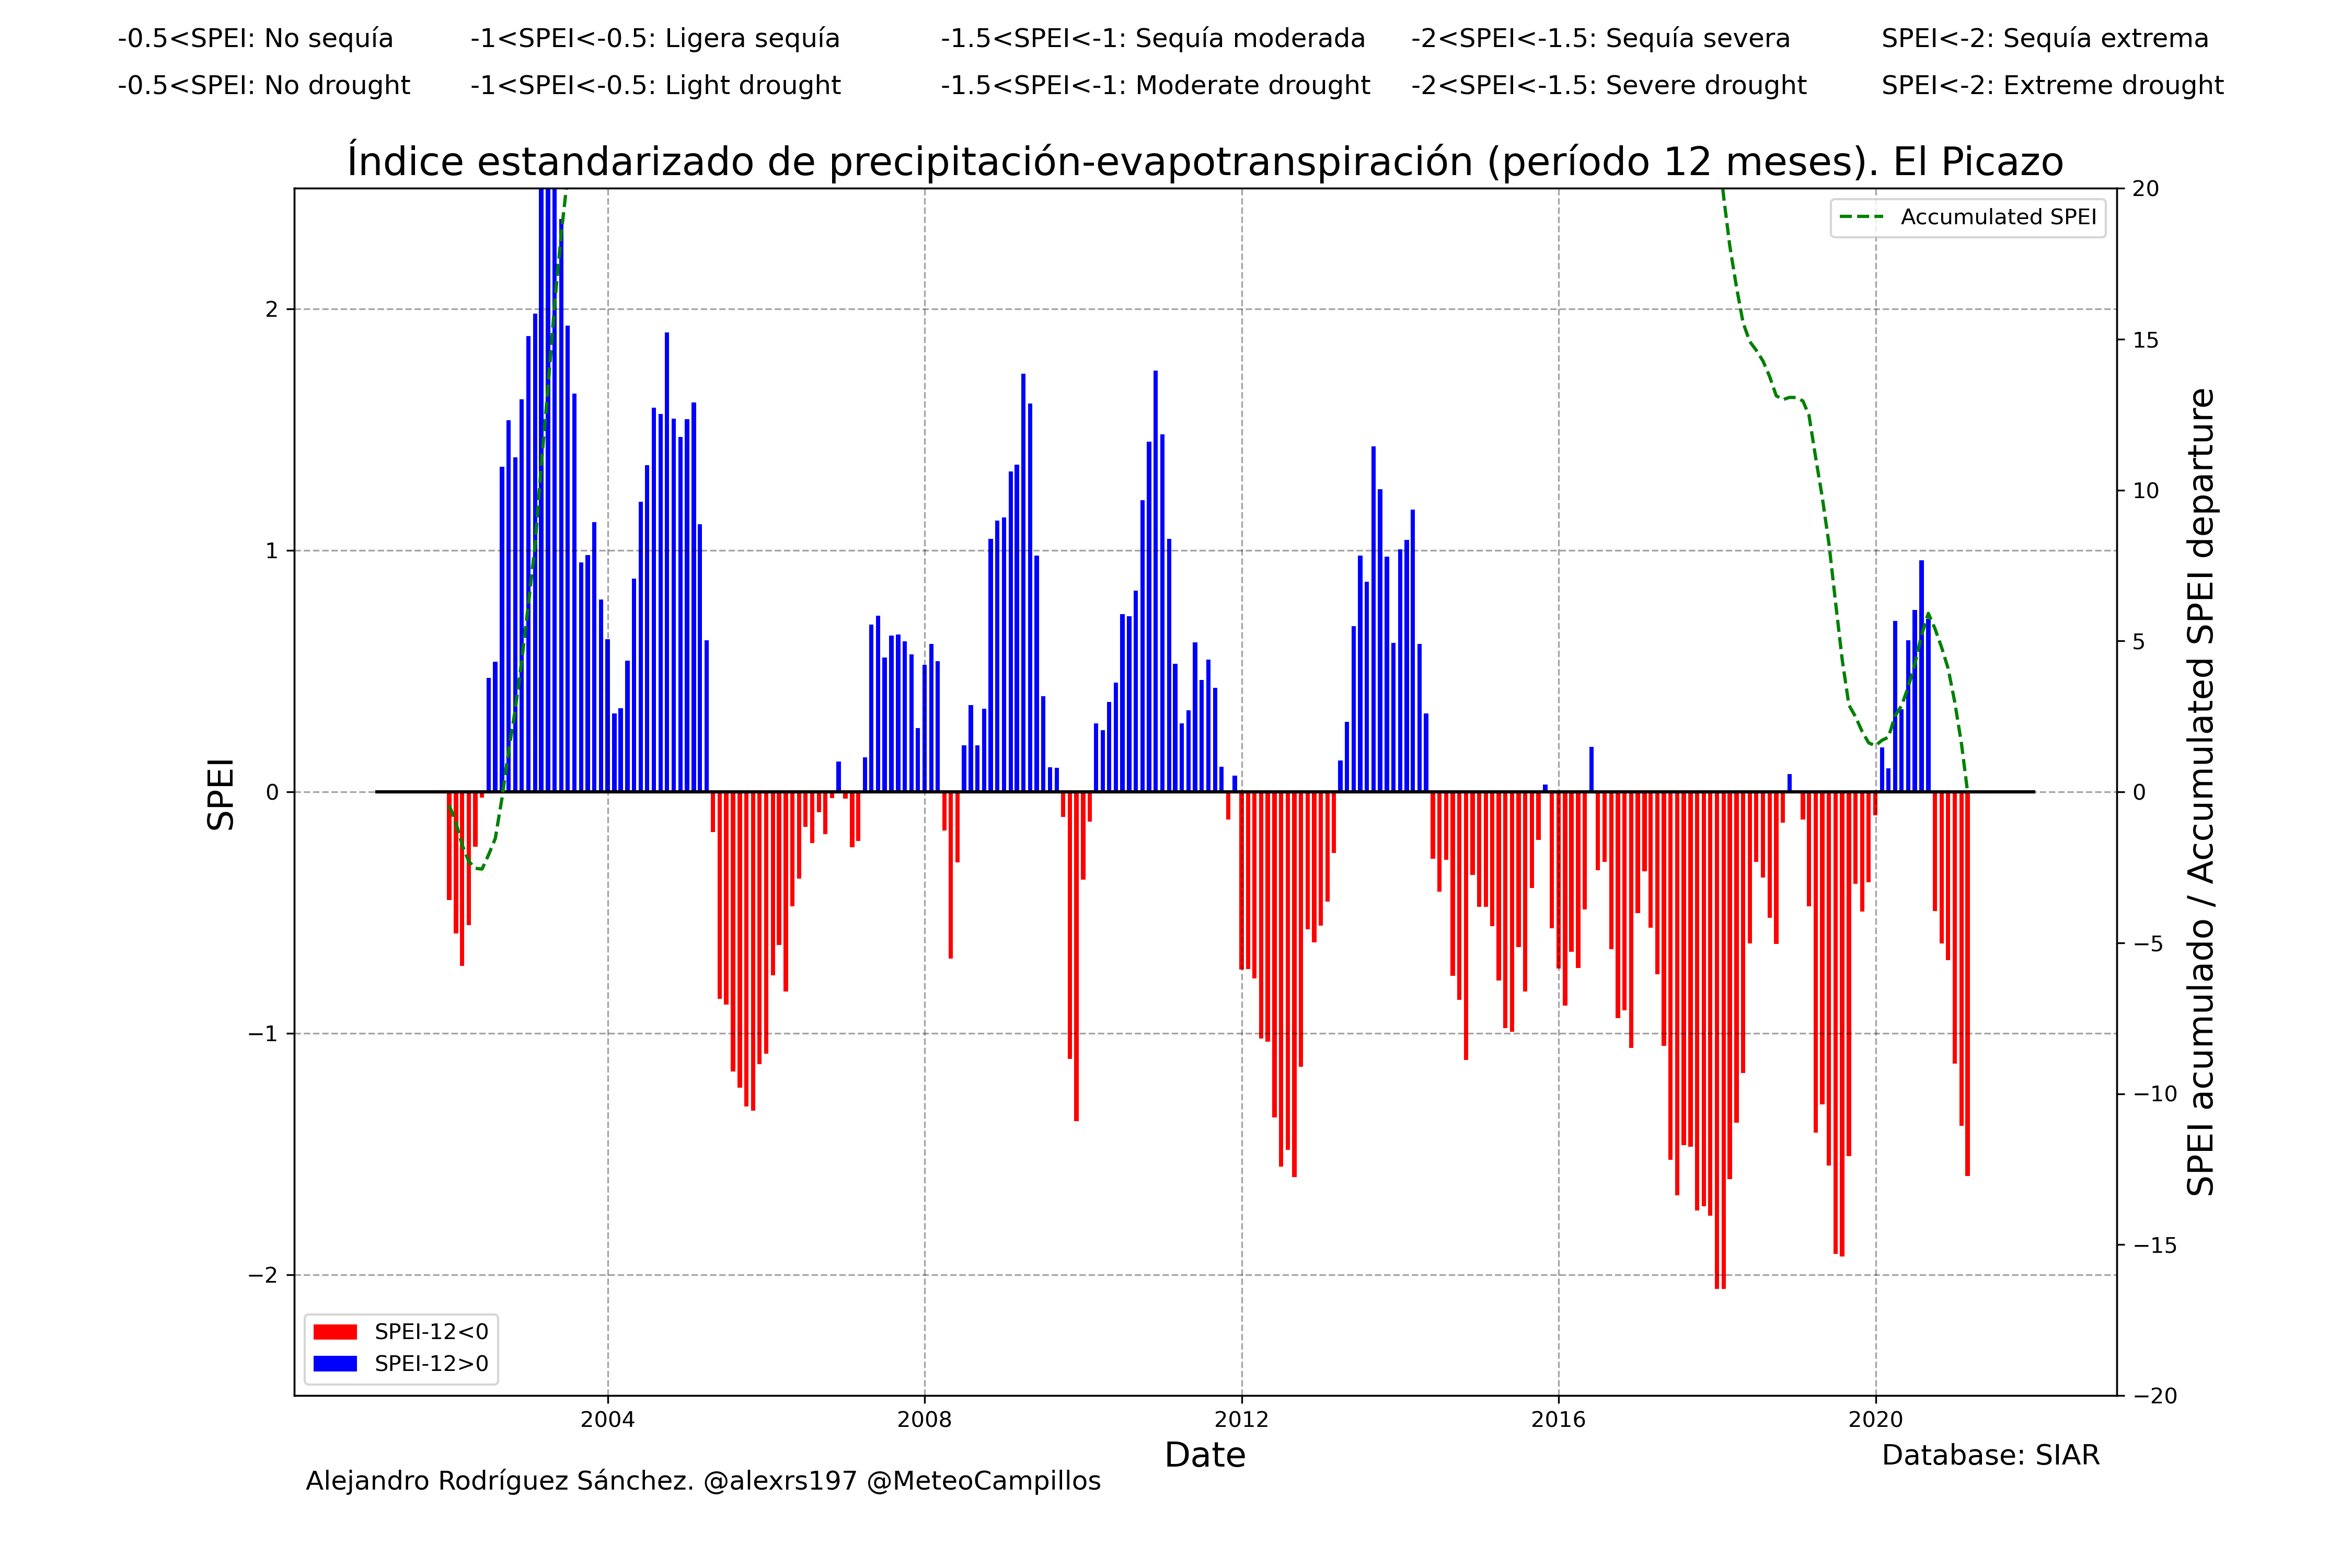 -0.5<SPEI: No sequía -1<SPEI<-0.5: Ligera sequía -1.5<SPEI<-1: Sequía moderada -2<SPEI<-1.5: Sequía severa SPEI<-2: Sequía extrema
-0.5<SPEI: No drought -1<SPEI<-0.5: Light drought -1.5<SPEI<-1: Moderate drought -2<SPEI<-1.5: Severe drought SPEI<-2: Extreme drought
Índice estandarizado de precipitación-evapotranspiración (período 12 meses). El Picazo
SPEI
2
1
0
−1
−2
Accumulated SPEI
20
15
10
5
0
−5
−10
−15
−20
SPEI acumulado / Accumulated SPEI departure
SPEI-12<0
SPEI-12>0
2004 2008 2012 2016 2020
Date
Database: SIAR
Alejandro Rodríguez Sánchez. @alexrs197 @MeteoCampillos